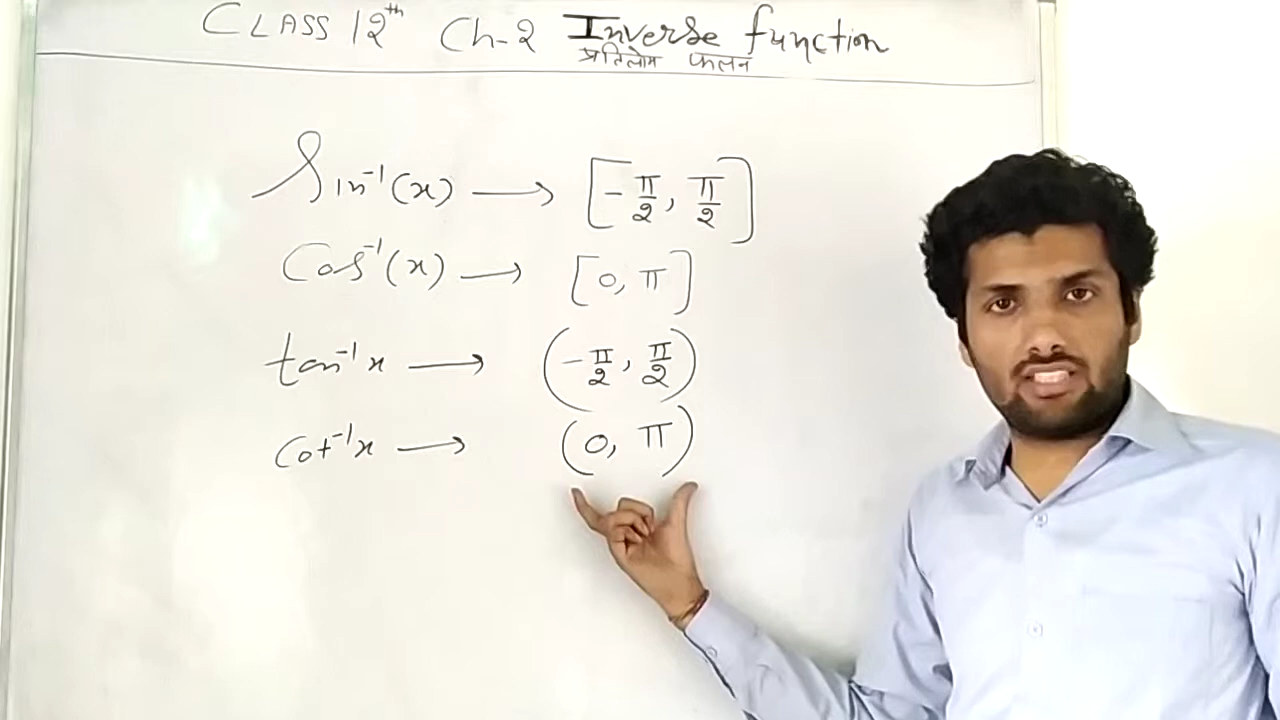 CLASS 12th Ch-2 Inverse function
प्रतिलोम फलन
Sin⁻¹(x) → [-π/2, π/2]
Cos⁻¹(x) → [0, π]
tan⁻¹x → (-π/2, π/2)
Cot⁻¹x → (0, π)